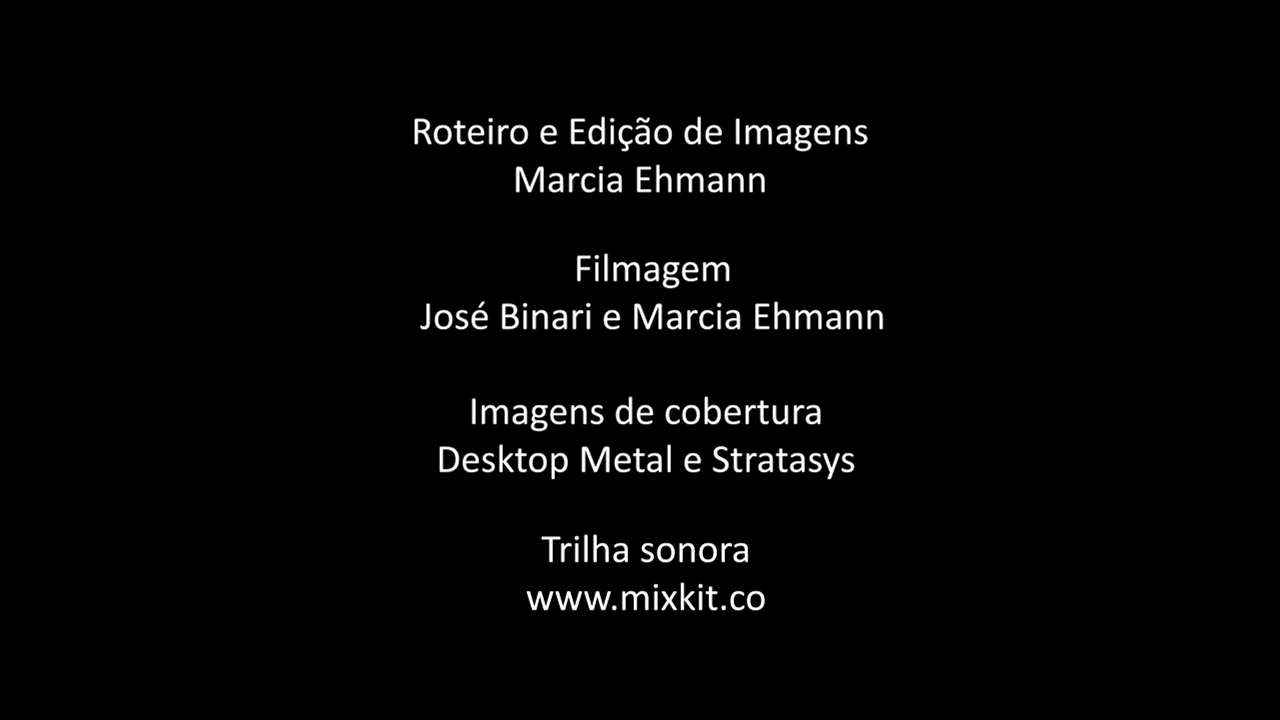 Roteiro e Edição de Imagens
Marcia Ehmann
Filmagem
José Binari e Marcia Ehmann
Imagens de cobertura
Desktop Metal e Stratasys
Trilha sonora
www.mixkit.co